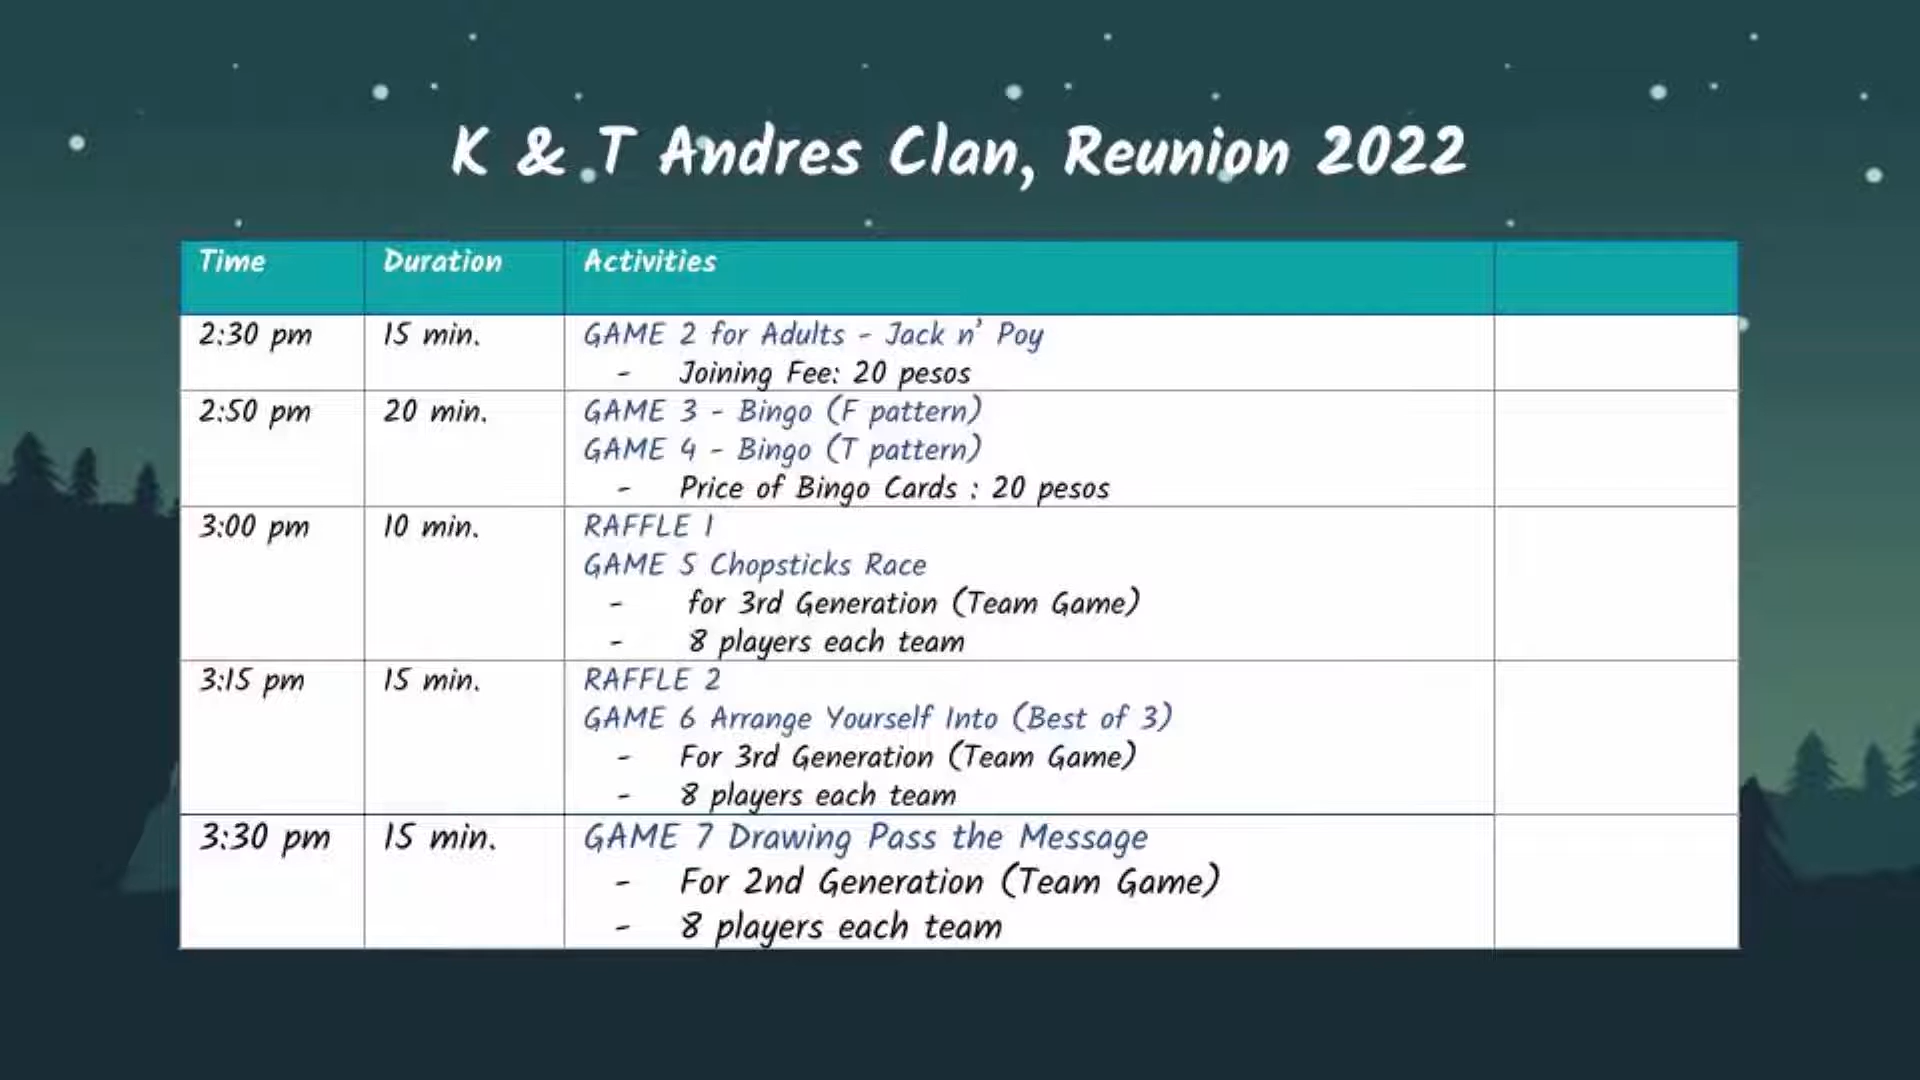 K & T Andres Clan, Reunion 2022
Time Duration Activities
2:30 pm 15 min. GAME 2 for Adults - Jack n' Poy
- Joining Fee: 20 pesos
2:50 pm 20 min. GAME 3 - Bingo (F pattern)
GAME 4 - Bingo (T pattern)
- Price of Bingo Cards : 20 pesos
3:00 pm 10 min. RAFFLE 1
GAME 5 Chopsticks Race
- for 3rd Generation (Team Game)
- 8 players each team
3:15 pm 15 min. RAFFLE 2
GAME 6 Arrange Yourself Into (Best of 3)
- For 3rd Generation (Team Game)
- 8 players each team
3:30 pm 15 min. GAME 7 Drawing Pass the Message
- For 2nd Generation (Team Game)
- 8 players each team